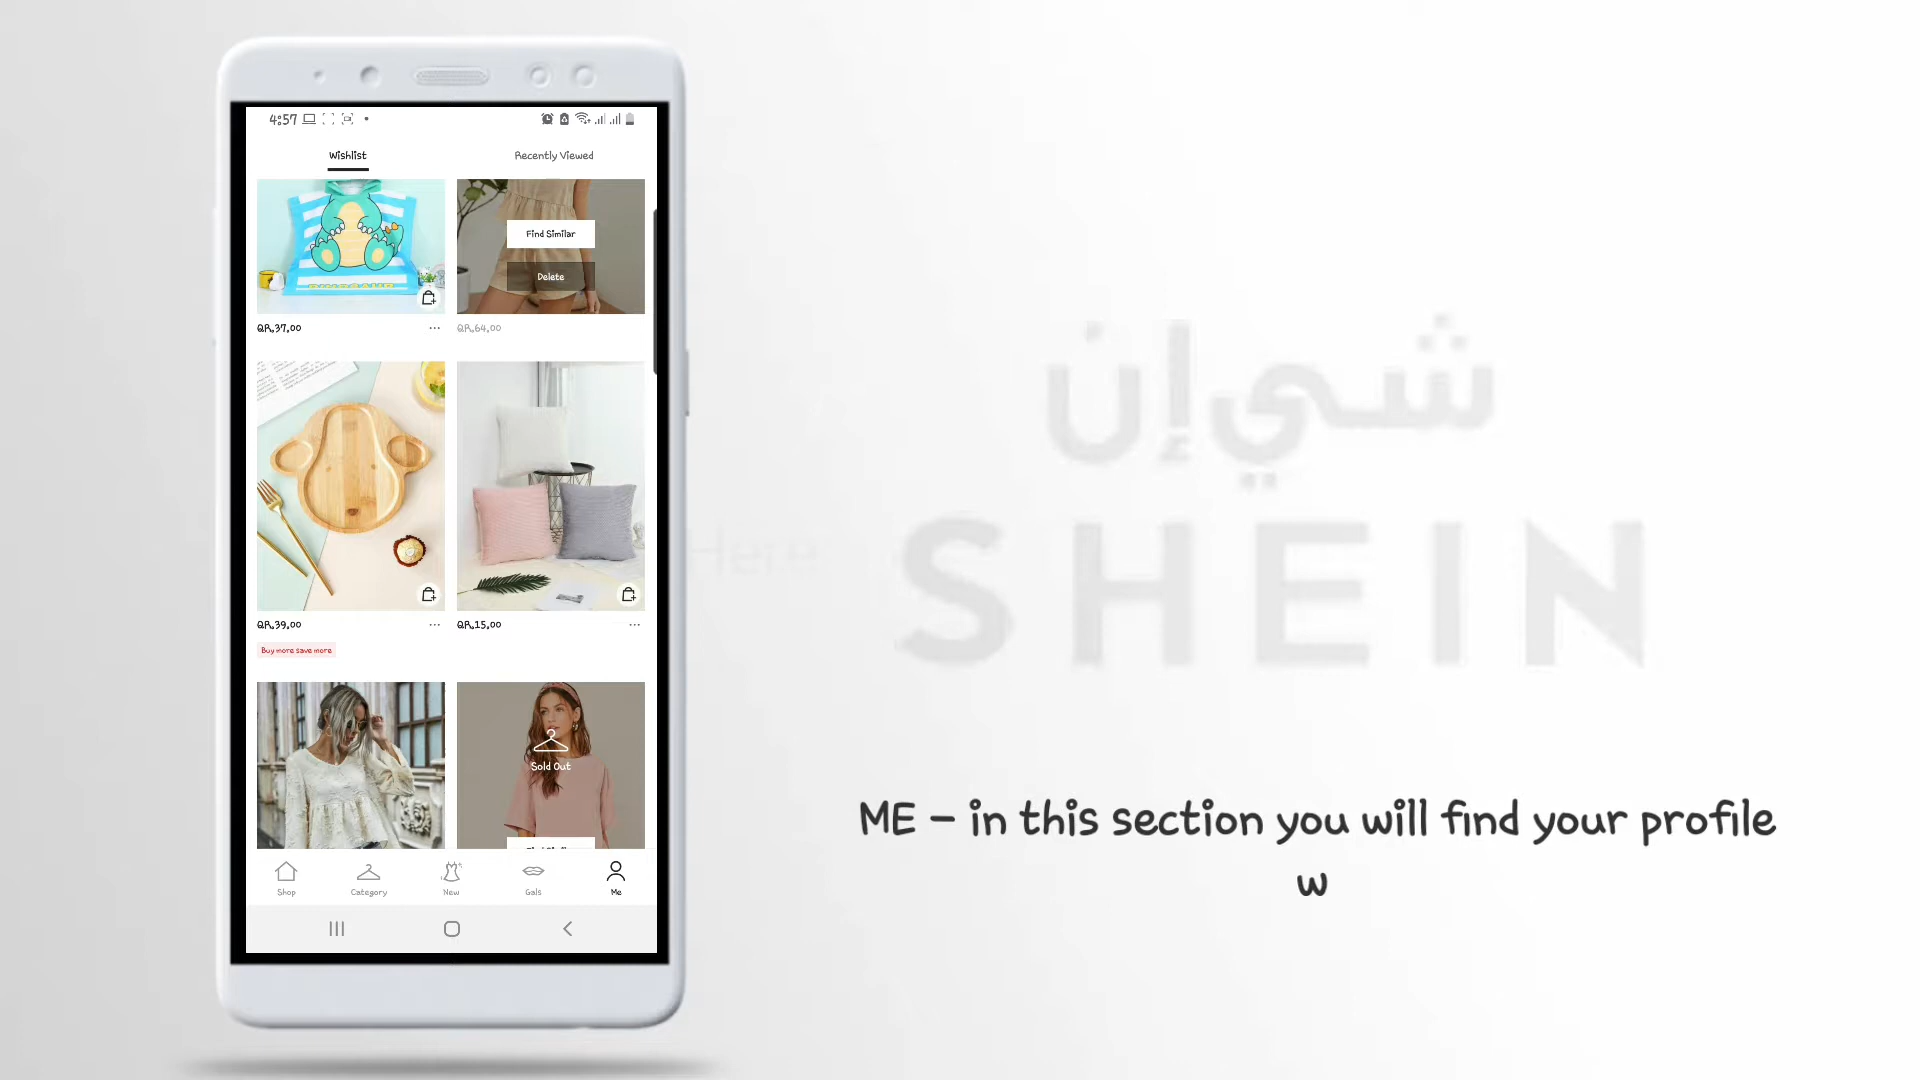 4:57
Wishlist
Recently Viewed
Find Similar
Delete
DINOSAUR
QR.37.00
QR.64.00
QR.39.00
QR.15.00
Buy more save more
Sold Out
Shop
Category
New
Gals
Me
Here
شي إن
SHEIN
ME – in this section you will find your profile
w